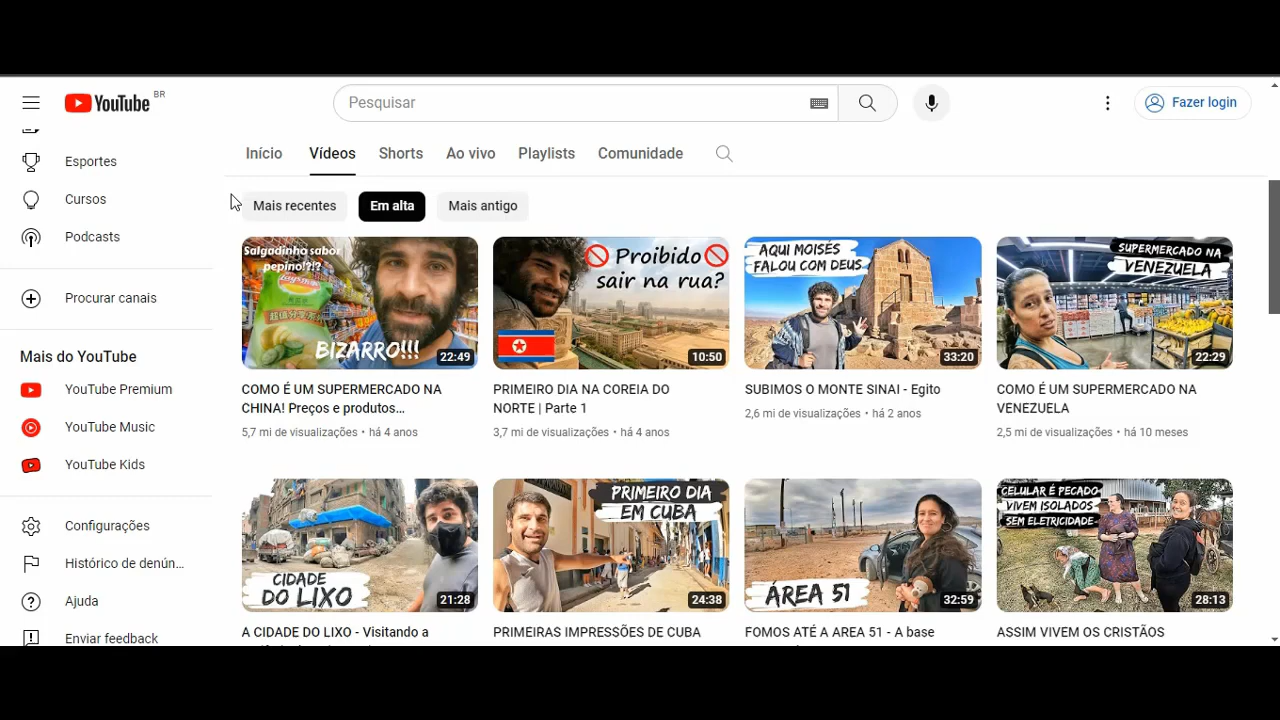 YouTube BR
Pesquisar
Fazer login
Início Vídeos Shorts Ao vivo Playlists Comunidade
Esportes
Cursos
Podcasts
Procurar canais
Mais do YouTube
YouTube Premium
YouTube Music
YouTube Kids
Configurações
Histórico de denún...
Ajuda
Enviar feedback
Mais recentes Em alta Mais antigo
Salgadinho sabor
pepino!?!?
BIZARRO!!!
22:49
COMO É UM SUPERMERCADO NA
CHINA! Preços e produtos...
5,7 mi de visualizações • há 4 anos
Proibido
sair na rua?
10:50
PRIMEIRO DIA NA COREIA DO
NORTE | Parte 1
3,7 mi de visualizações • há 4 anos
AQUI MOISÉS
FALOU COM DEUS
33:20
SUBIMOS O MONTE SINAI - Egito
2,6 mi de visualizações • há 2 anos
SUPERMERCADO NA
VENEZUELA
22:29
COMO É UM SUPERMERCADO NA
VENEZUELA
2,5 mi de visualizações • há 10 meses
CIDADE
DO LIXO
21:28
A CIDADE DO LIXO - Visitando a
PRIMEIRO DIA
EM CUBA
24:38
PRIMEIRAS IMPRESSÕES DE CUBA
ÁREA 51
32:59
FOMOS ATÉ A AREA 51 - A base
CELULAR É PECADO
VIVEM ISOLADOS
SEM ELETRICIDADE
28:13
ASSIM VIVEM OS CRISTÃOS